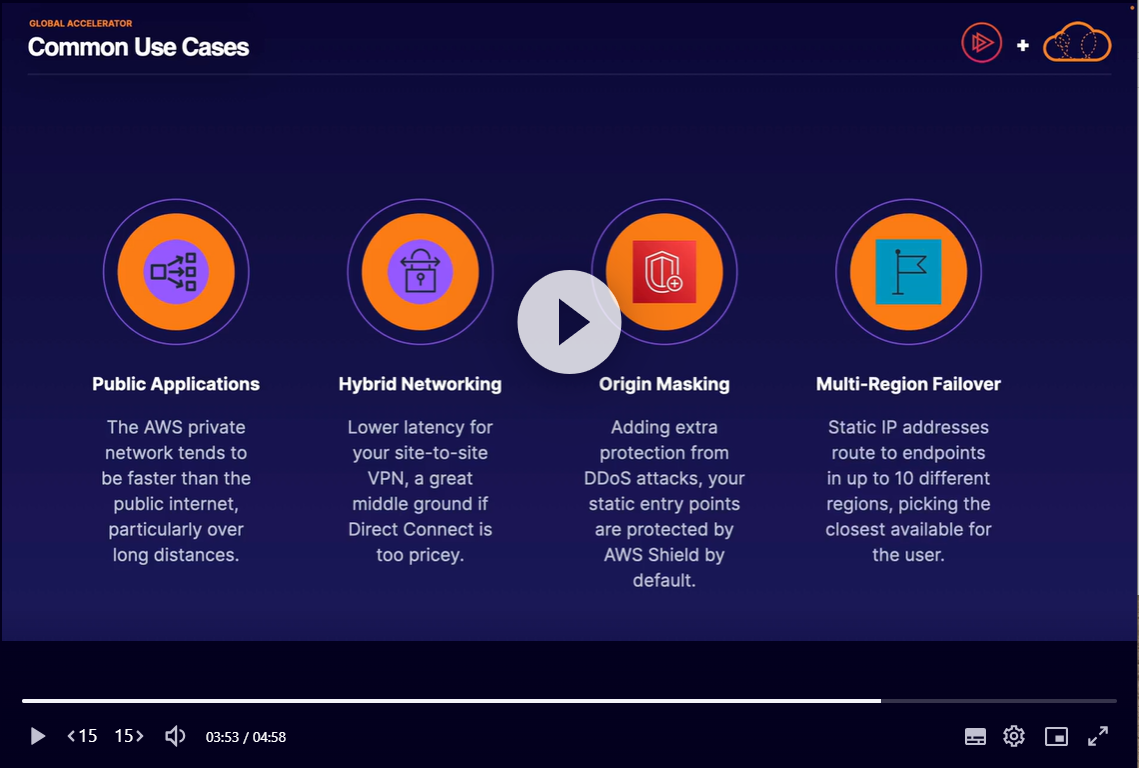 GLOBAL ACCELERATOR
Common Use Cases
+
Public Applications
The AWS private
network tends to
be faster than the
public internet,
particularly over
long distances.
Hybrid Networking
Lower latency for
your site-to-site
VPN, a great
middle ground if
Direct Connect is
too pricey.
Origin Masking
Adding extra
protection from
DDoS attacks, your
static entry points
are protected by
AWS Shield by
default.
Multi-Region Failover
Static IP addresses
route to endpoints
in up to 10 different
regions, picking the
closest available for
the user.
<15 15> 03:53 / 04:58